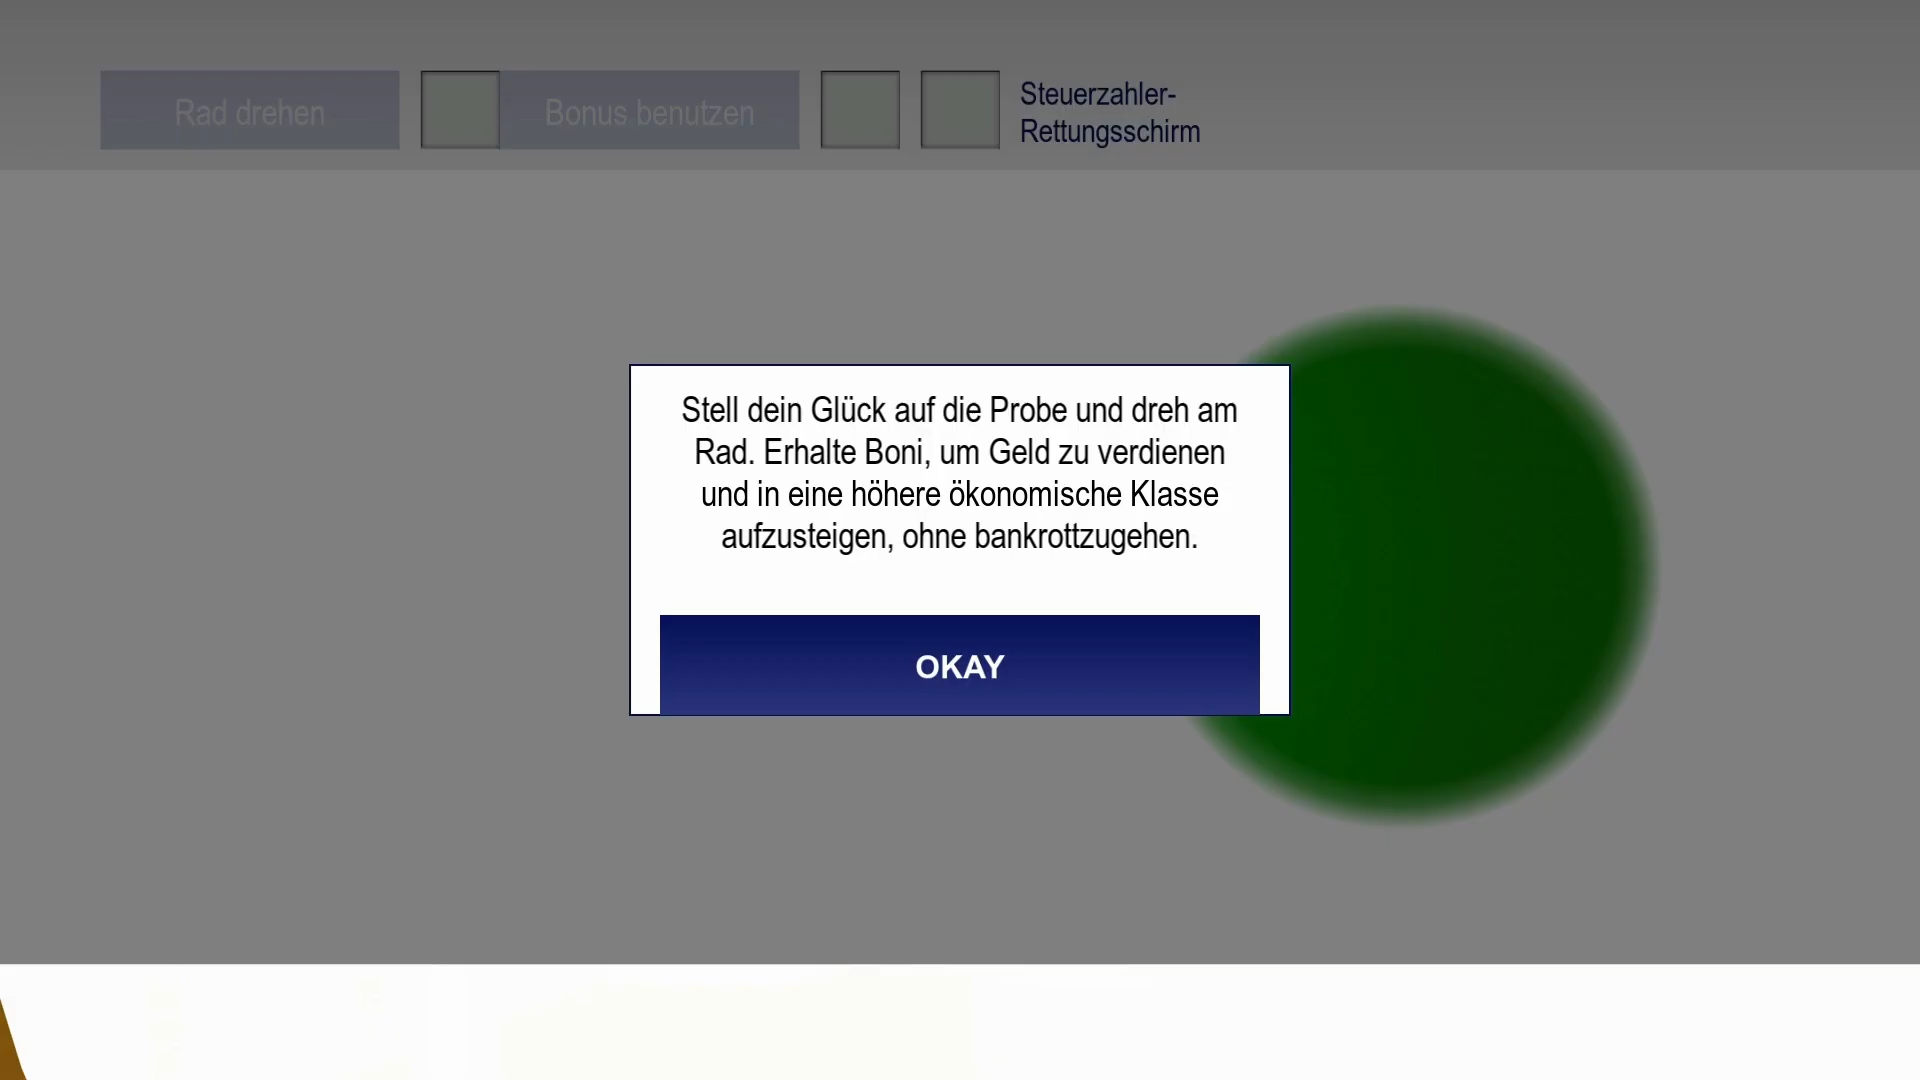 Rad drehen
Bonus benutzen
Steuerzahler-
Rettungsschirm
Stell dein Glück auf die Probe und dreh am
Rad. Erhalte Boni, um Geld zu verdienen
und in eine höhere ökonomische Klasse
aufzusteigen, ohne bankrottzugehen.
OKAY